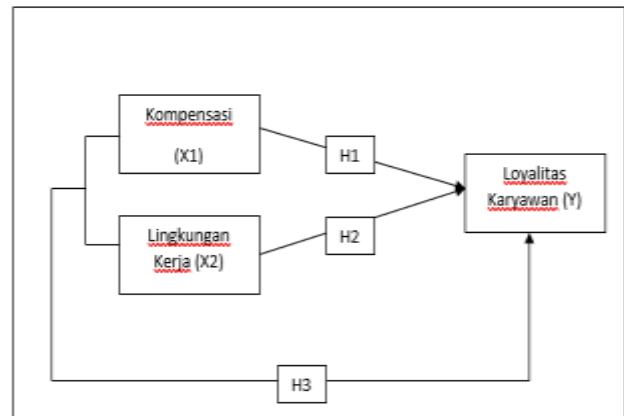 Kompensasi
(X1)
H1
Loyalitas
Karyawan (Y)
Lingkungan
Kerja (X2)
H2
H3